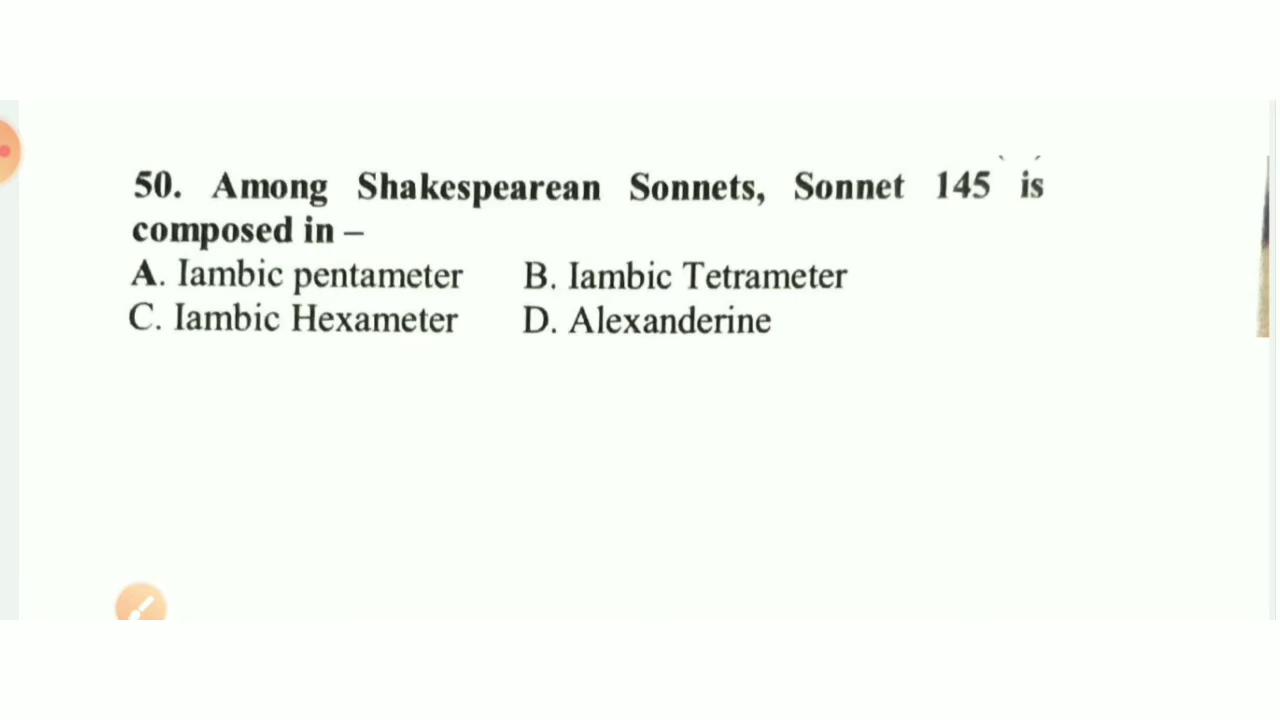 50. Among Shakespearean Sonnets, Sonnet 145 is
composed in –
A. Iambic pentameter B. Iambic Tetrameter
C. Iambic Hexameter D. Alexanderine